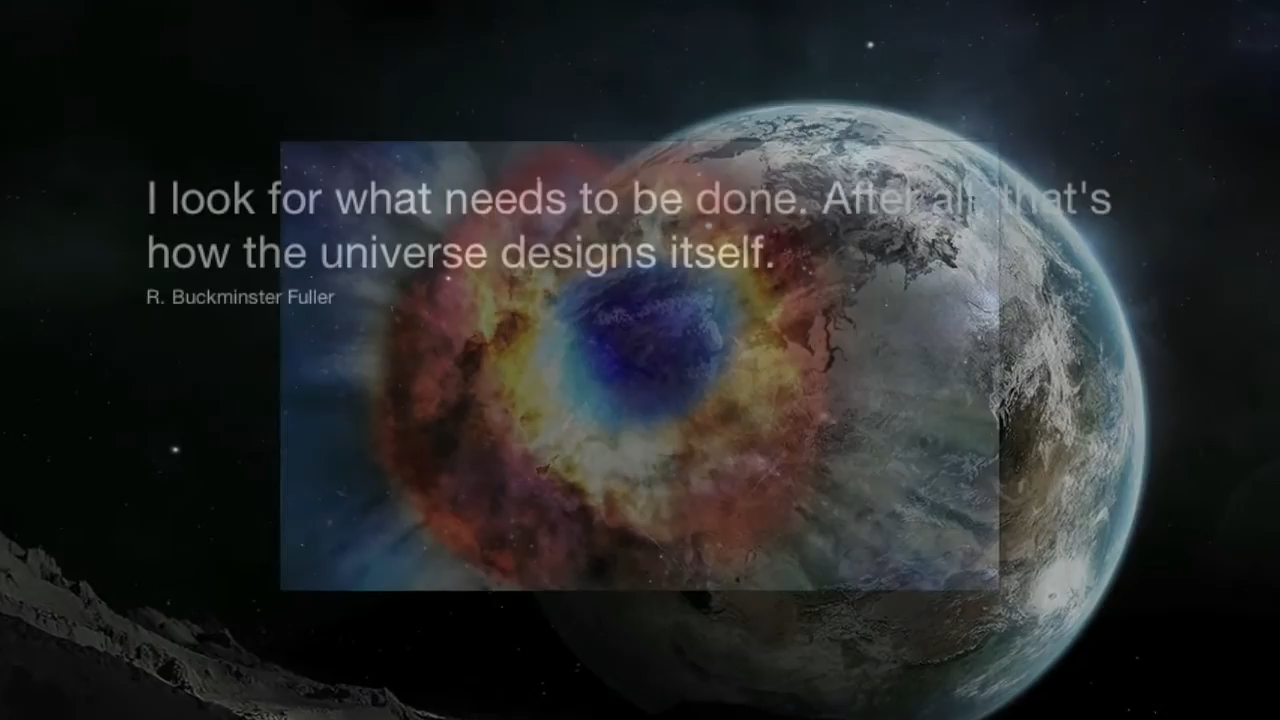 I look for what needs to be done. After all, that's
how the universe designs itself.
R. Buckminster Fuller